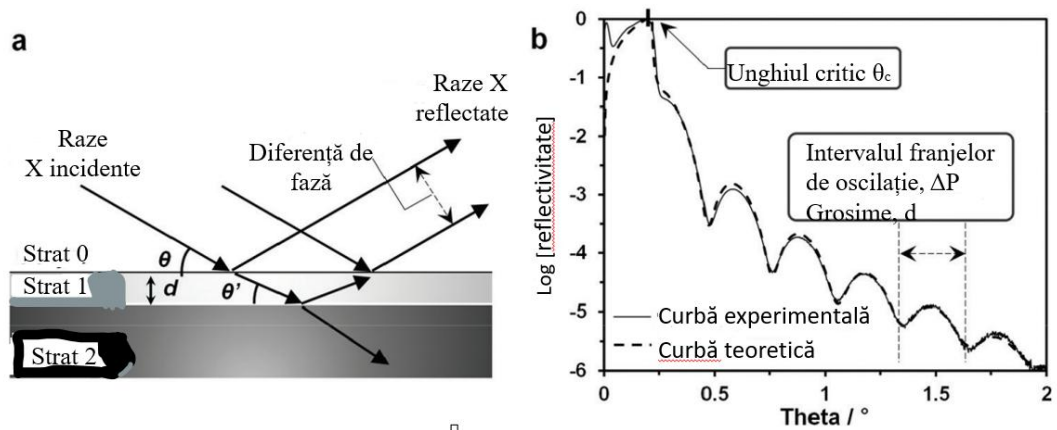 a
Raze X
reflectate
Raze
X incidente
Diferență de
fază
Strat 0
θ
Strat 1
d
θ'
Strat 2
b
0
-1
-2
-3
-4
-5
-6
Log [reflectivitate]
Unghiul critic θc
Intervalul franjelor
de oscilație, ΔP
Grosime, d
Curbă experimentală
Curbă teoretică
0
0.5
1
1.5
2
Theta / °